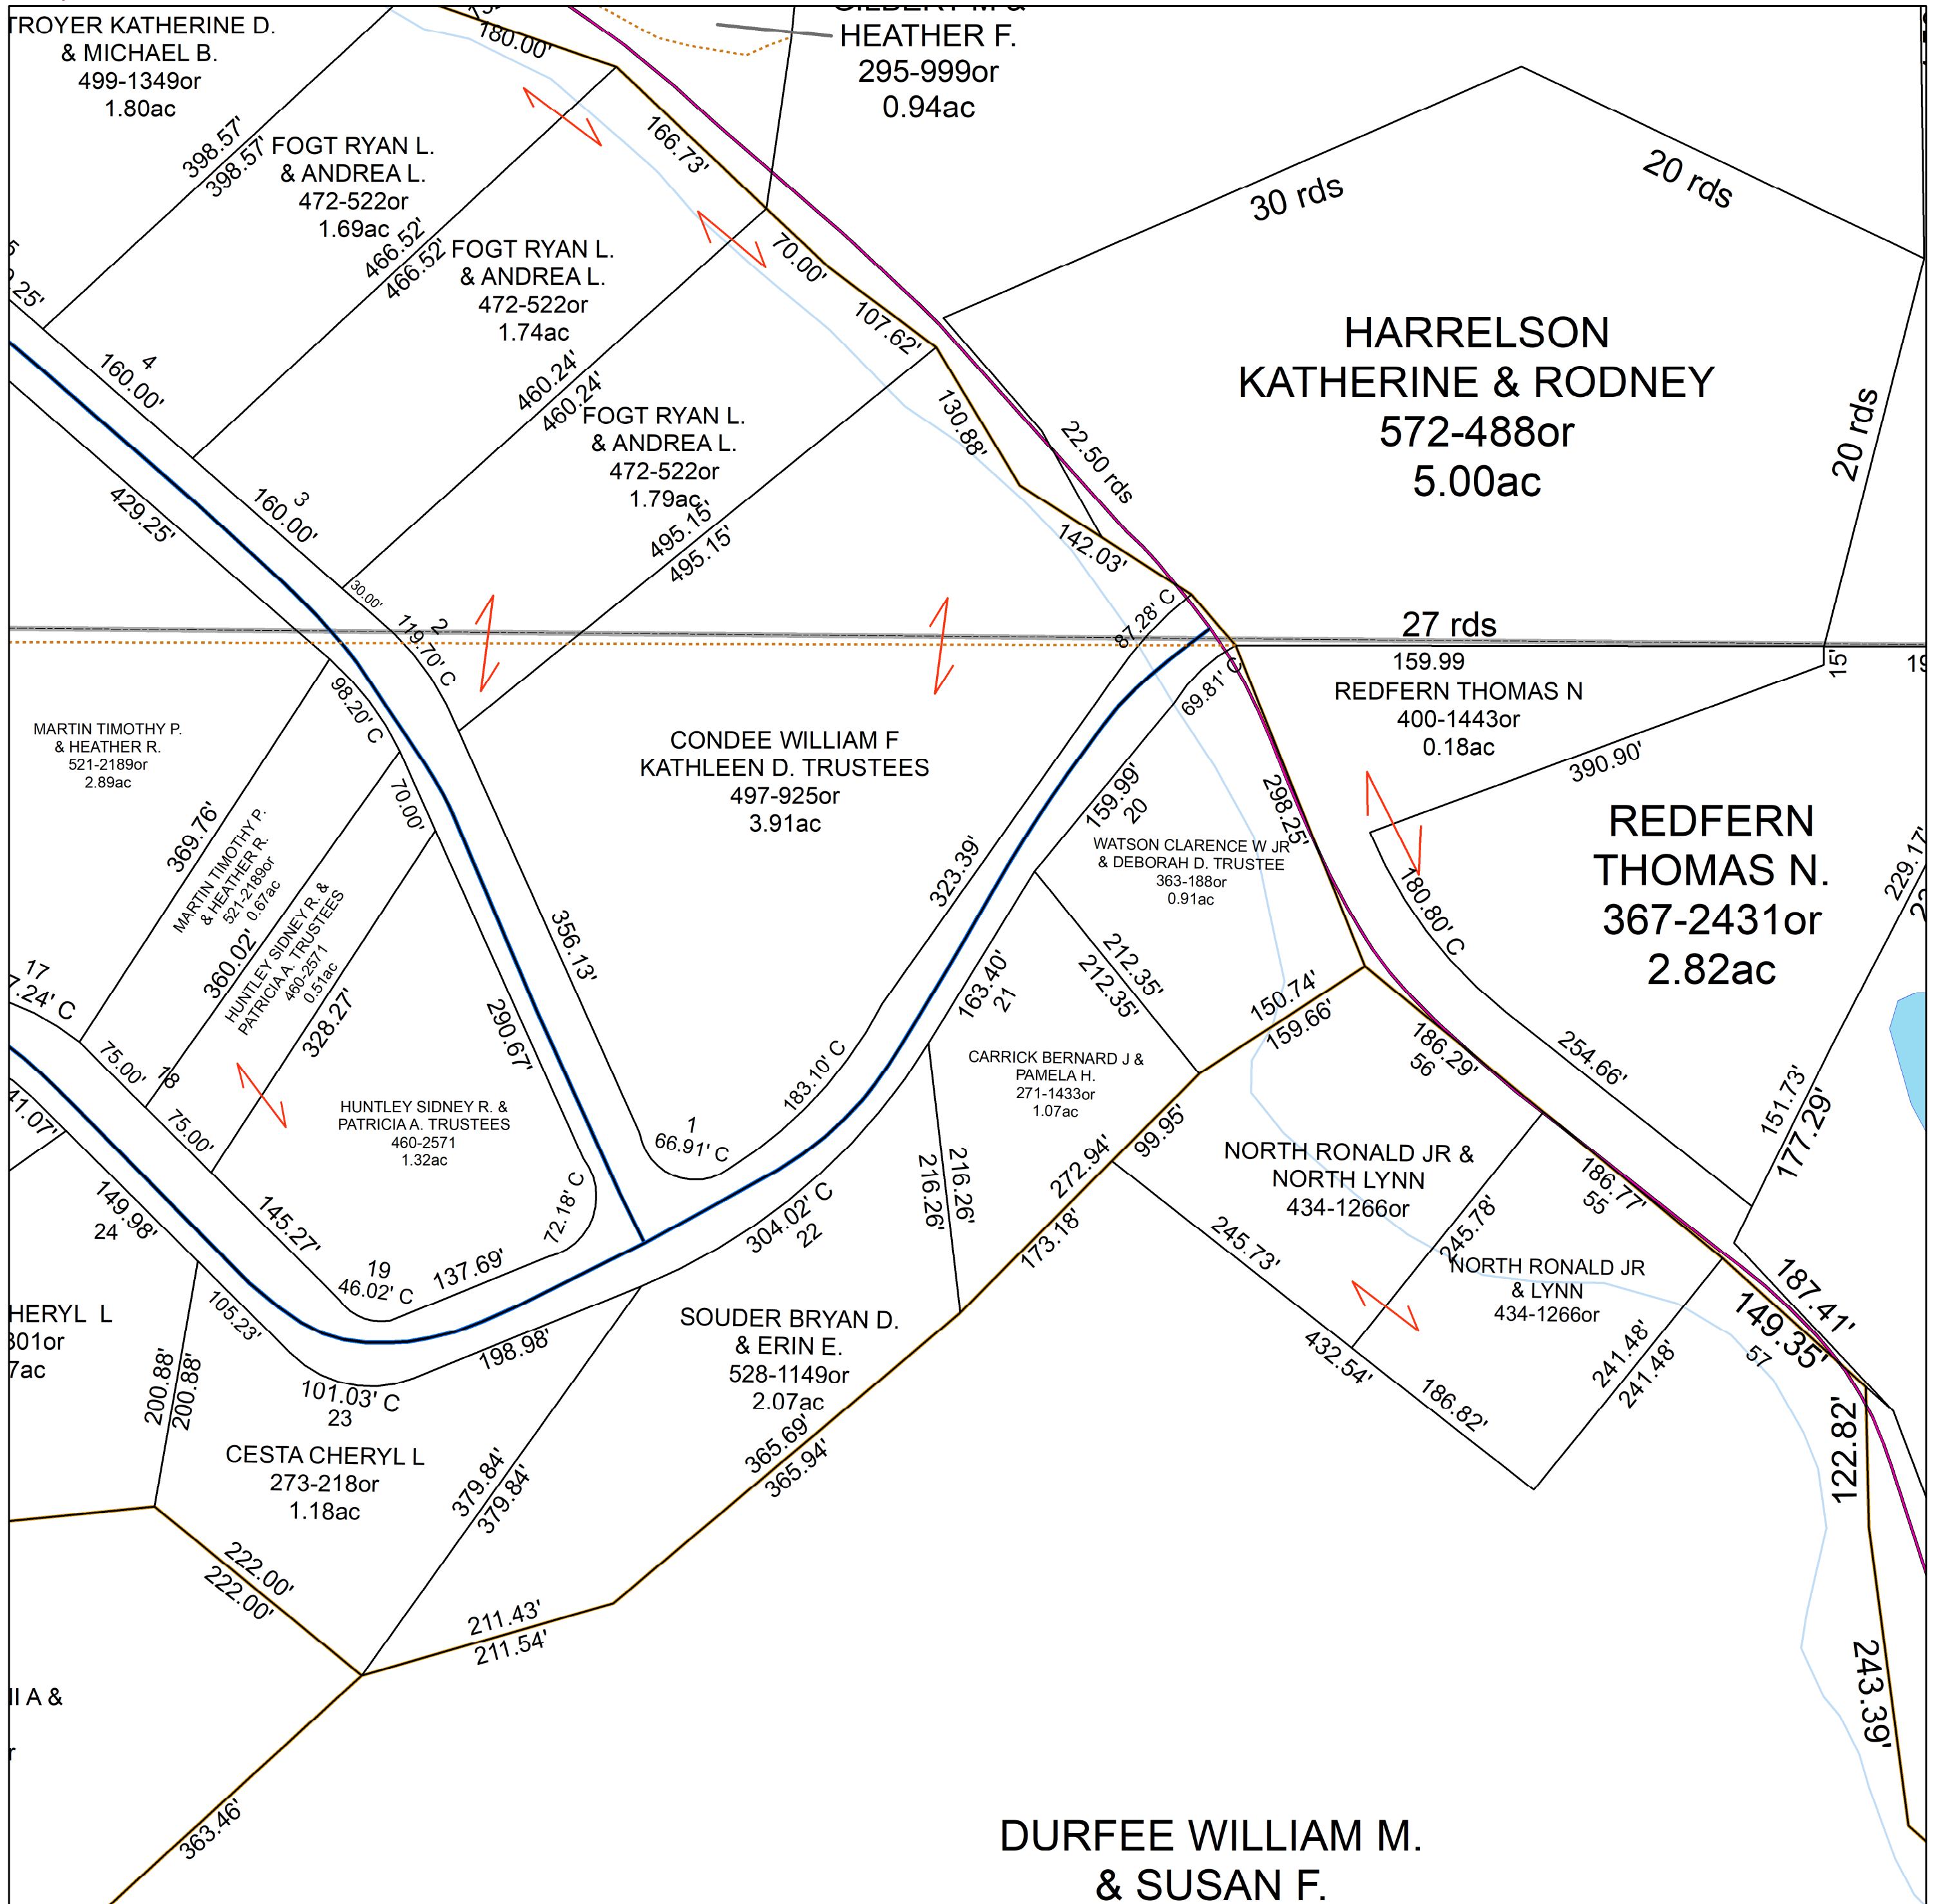 TROYER KATHERINE D.
& MICHAEL B.
499-1349or
1.80ac
180.00'
HEATHER F.
295-999or
0.94ac
398.57'
398.57'
FOGT RYAN L.
& ANDREA L.
472-522or
1.69ac
166.73'
30 rds
20 rds
466.52'
466.52'
FOGT RYAN L.
& ANDREA L.
472-522or
1.74ac
70.00'
107.62'
.25'
4
160.00'
HARRELSON
KATHERINE & RODNEY
572-488or
5.00ac
20 rds
460.24'
460.24'
FOGT RYAN L.
& ANDREA L.
472-522or
1.79ac
130.88'
22.50 rds
429.25'
3
160.00'
495.15'
495.15'
142.03'
30.00'
2
119.70' C
87.28' C
27 rds
159.99
15'
19
98.20' C
69.81' C
REDFERN THOMAS N
400-1443or
0.18ac
390.90'
MARTIN TIMOTHY P.
& HEATHER R.
521-2189or
2.89ac
CONDEE WILLIAM F
KATHLEEN D. TRUSTEES
497-925or
3.91ac
70.00'
369.76'
MARTIN TIMOTHY P.
& HEATHER R.
521-2189or
0.67ac
159.99'
20
298.25'
WATSON CLARENCE W JR
& DEBORAH D. TRUSTEE
363-188or
0.91ac
REDFERN
THOMAS N.
367-2431or
2.82ac
229.17'
180.80' C
323.39'
356.13'
360.02'
HUNTLEY SIDNEY R. &
PATRICIA A. TRUSTEES
460-2571
0.51ac
328.27'
17
7.24' C
163.40'
21
212.35'
212.35'
150.74'
159.66'
290.67'
75.00'
18
75.00'
41.07'
183.10' C
CARRICK BERNARD J &
PAMELA H.
271-1433or
1.07ac
186.29'
56
254.66'
151.73'
177.29'
HUNTLEY SIDNEY R. &
PATRICIA A. TRUSTEES
460-2571
1.32ac
1
66.91' C
99.95'
272.94'
173.18'
NORTH RONALD JR &
NORTH LYNN
434-1266or
186.77'
55
216.26'
216.26'
149.98'
24
145.27'
72.18' C
304.02' C
22
245.73'
245.78'
NORTH RONALD JR
& LYNN
434-1266or
187.41'
149.35'
57
19
46.02' C
137.69'
105.23'
198.98'
HERYL L
301or
7ac
SOUDER BRYAN D.
& ERIN E.
528-1149or
2.07ac
432.54'
186.82'
241.48'
241.48'
200.88'
200.88'
101.03' C
23
122.82'
CESTA CHERYL L
273-218or
1.18ac
365.69'
365.94'
379.84'
379.84'
222.00'
222.00'
211.43'
211.54'
243.39'
A &
363.46'
DURFEE WILLIAM M.
& SUSAN F.